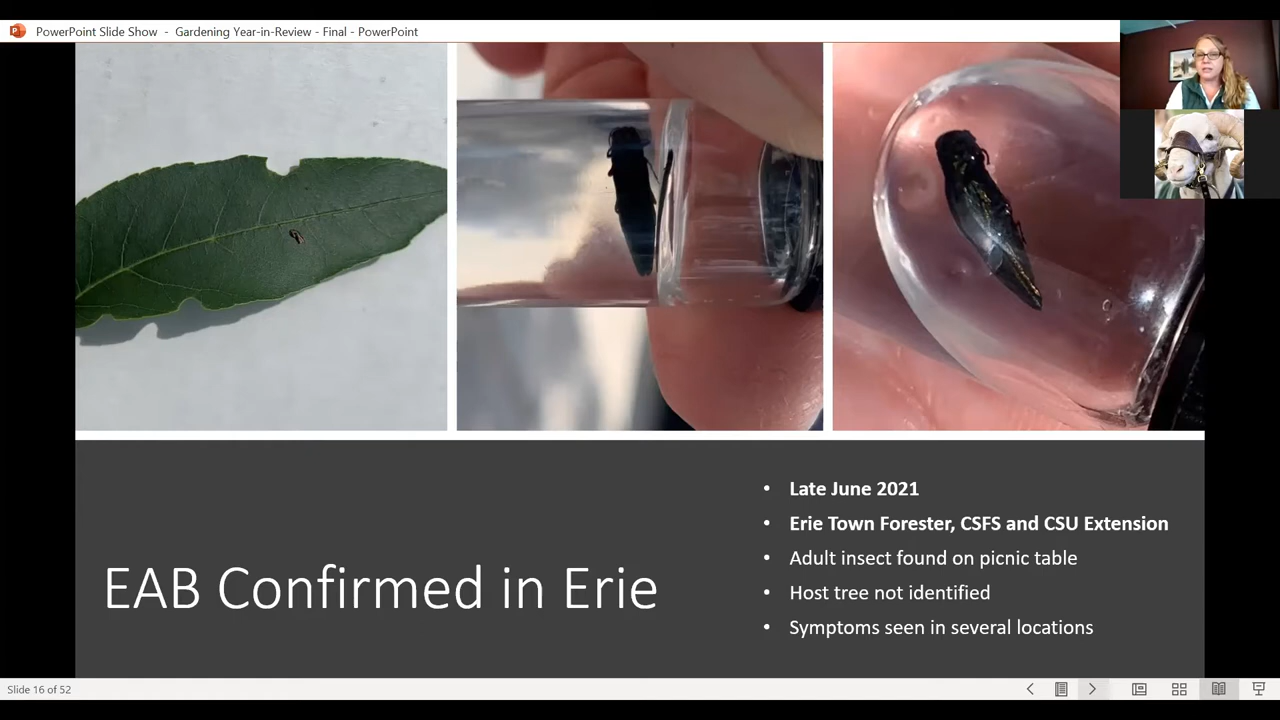 PowerPoint Slide Show - Gardening Year-in-Review - Final - PowerPoint
EAB Confirmed in Erie
• Late June 2021
• Erie Town Forester, CSFS and CSU Extension
• Adult insect found on picnic table
• Host tree not identified
• Symptoms seen in several locations
Slide 16 of 52